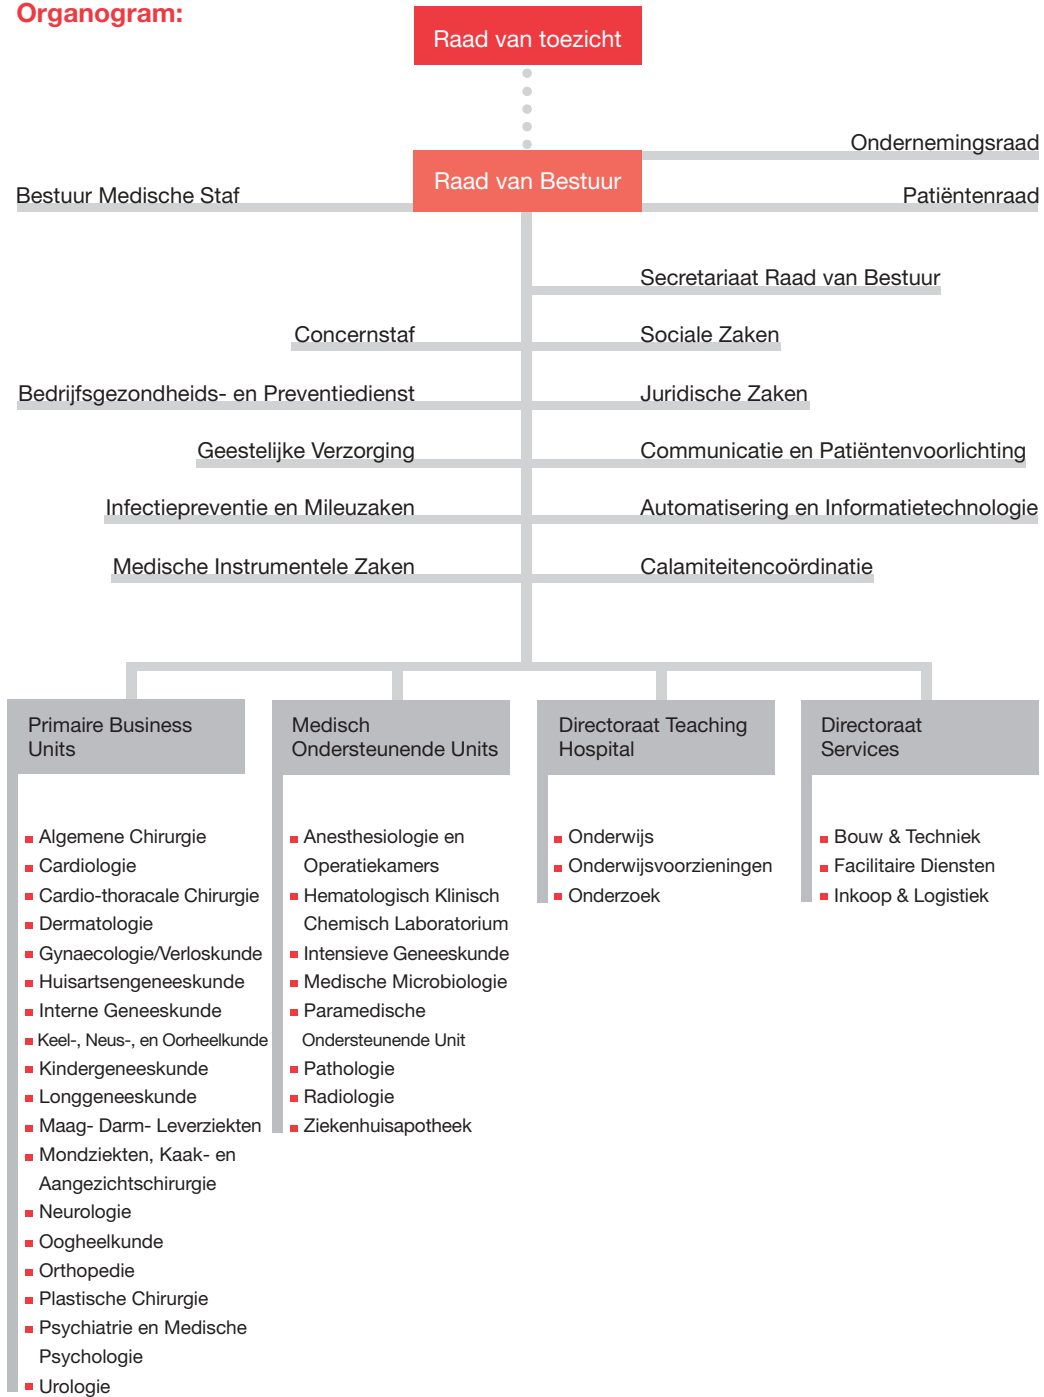 Organogram:
Raad van toezicht
Ondernemingsraad
Raad van Bestuur
Bestuur Medische Staf
Patiëntenraad
Secretariaat Raad van Bestuur
Concernstaf
Sociale Zaken
Bedrijfsgezondheids- en Preventiedienst
Juridische Zaken
Geestelijke Verzorging
Communicatie en Patiëntenvoorlichting
Infectiepreventie en Mileuzaken
Automatisering en Informatietechnologie
Medische Instrumentele Zaken
Calamiteitencoördinatie
Primaire Business
Units
Algemene Chirurgie
Cardiologie
Cardio-thoracale Chirurgie
Dermatologie
Gynaecologie/Verloskunde
Huisartsengeneeskunde
Interne Geneeskunde
Keel-, Neus-, en Oorheelkunde
Kindergeneeskunde
Longgeneeskunde
Maag- Darm- Leverziekten
Mondziekten, Kaak- en
Aangezichtschirurgie
Neurologie
Oogheelkunde
Orthopedie
Plastische Chirurgie
Psychiatrie en Medische
Psychologie
Urologie
Medisch
Ondersteunende Units
Anesthesiologie en
Operatiekamers
Hematologisch Klinisch
Chemisch Laboratorium
Intensieve Geneeskunde
Medische Microbiologie
Paramedische
Ondersteunende Unit
Pathologie
Radiologie
Ziekenhuisapotheek
Directoraat Teaching
Hospital
Onderwijs
Onderwijsvoorzieningen
Onderzoek
Directoraat
Services
Bouw & Techniek
Facilitaire Diensten
Inkoop & Logistiek